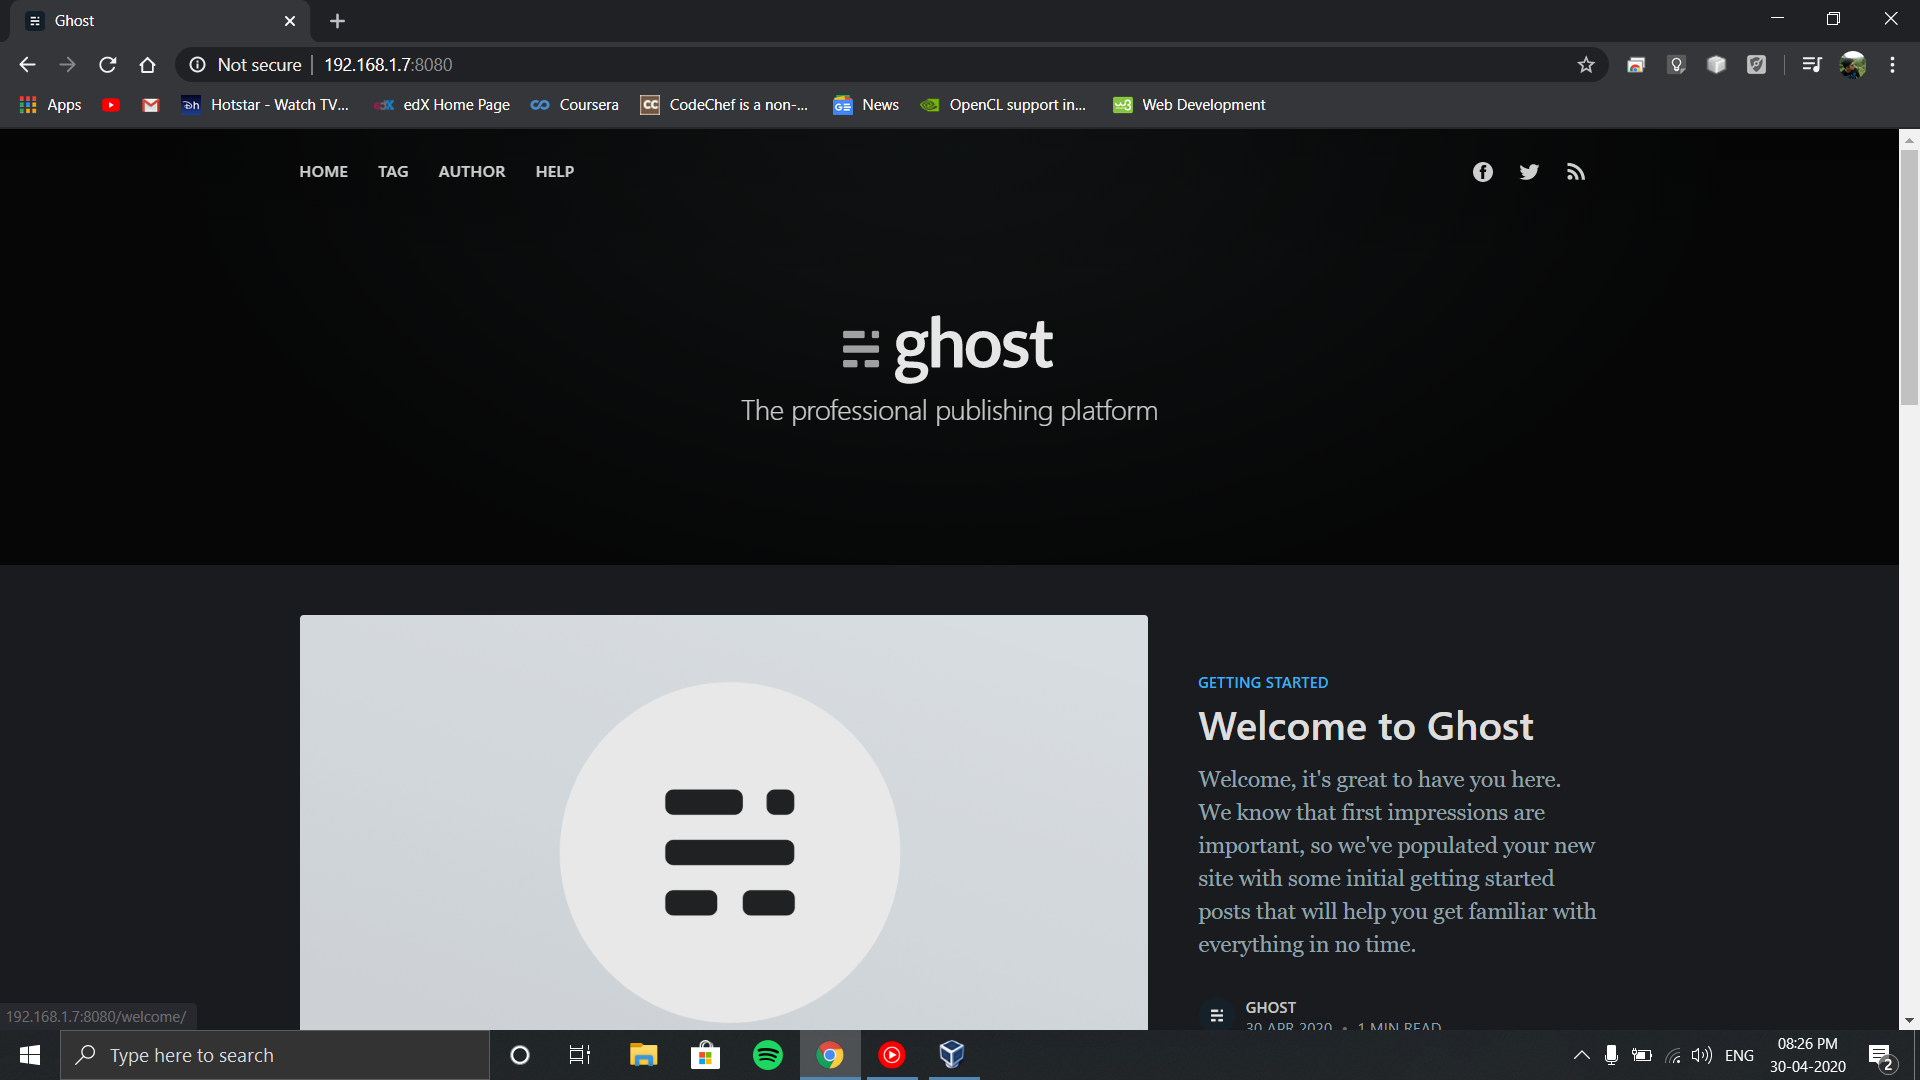 Ghost
Not secure
192.168.1.7:8080
Apps
Hotstar - Watch TV...
edX
edX Home Page
Coursera
CC
CodeChef is a non-...
GE
News
OpenCL support in...
w3
Web Development
HOME
TAG
AUTHOR
HELP
ghost
The professional publishing platform
GETTING STARTED
Welcome to Ghost
Welcome, it's great to have you here.
We know that first impressions are
important, so we've populated your new
site with some initial getting started
posts that will help you get familiar with
everything in no time.
GHOST
30 APR 2020 • 1 MIN READ
192.168.1.7:8080/welcome/
Type here to search
ENG
08:26 PM
30-04-2020
2